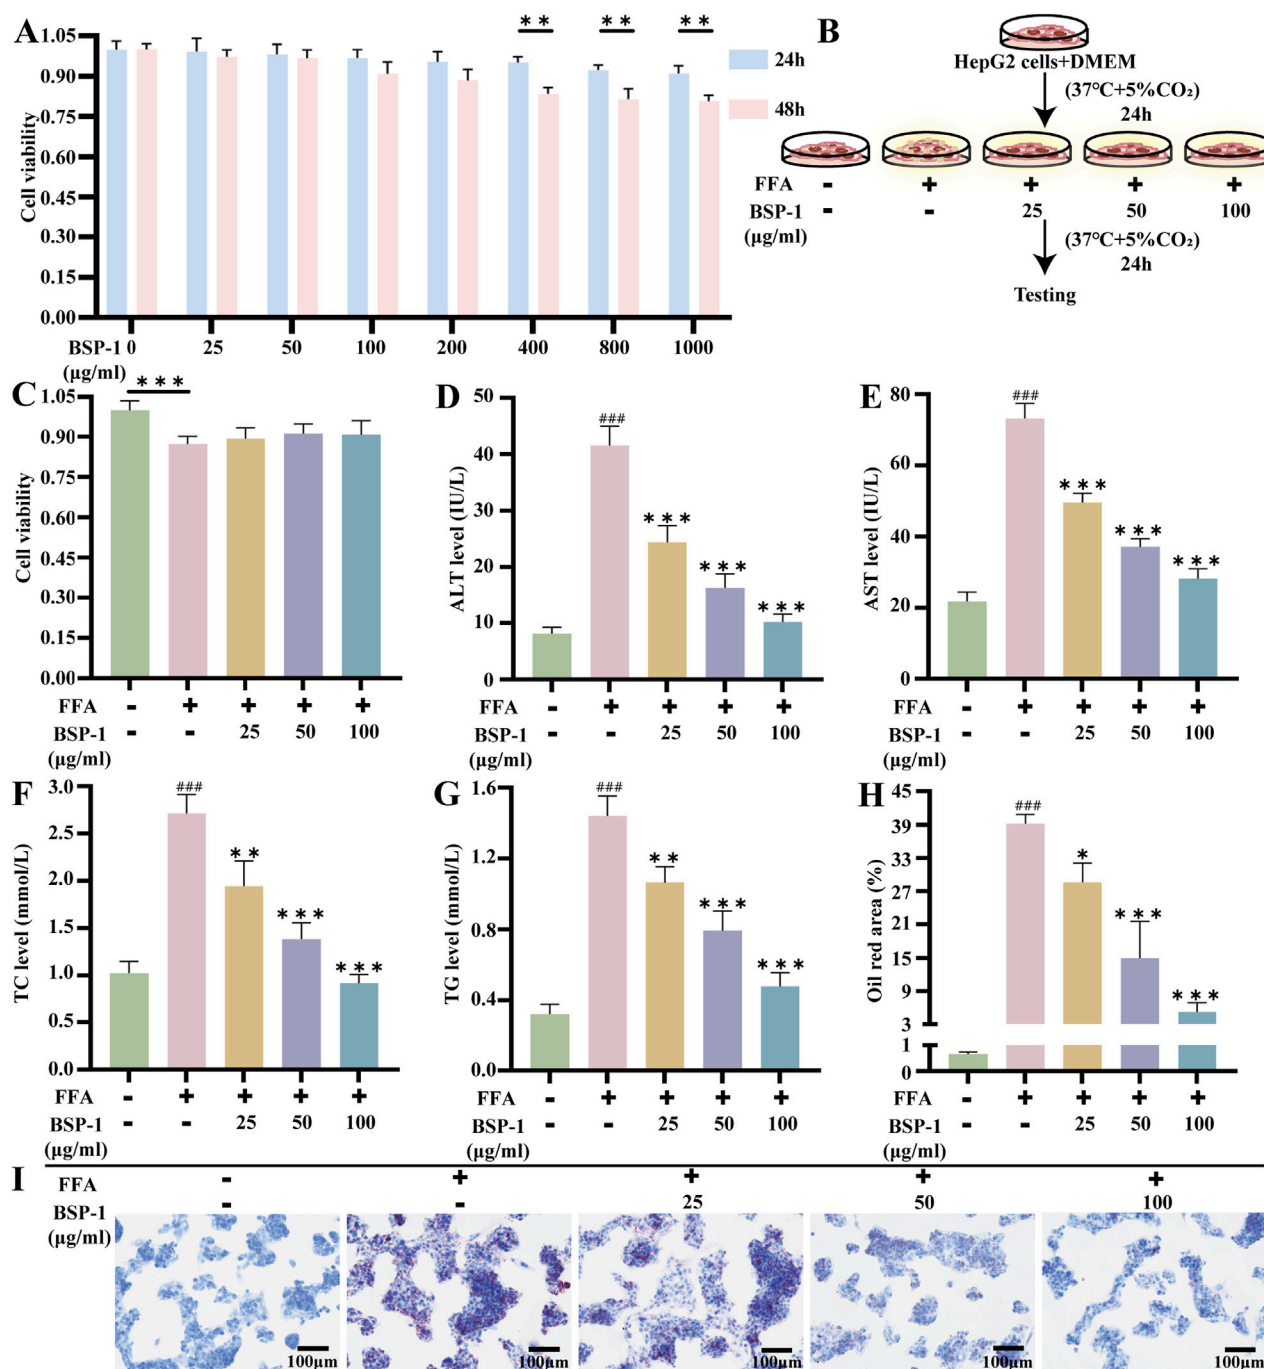 A
1.05
0.90
0.75
0.60
0.45
0.30
0.15
0.00
Cell viability
** ** **
24h
48h
BSP-1 0 25 50 100 200 400 800 1000
(μg/ml)
B
HepG2 cells+DMEM
(37℃+5%CO₂)
24h
FFA - + + + +
BSP-1 - - 25 50 100
(μg/ml)
(37℃+5%CO₂)
24h
Testing
C
1.05
0.90
0.75
0.60
0.45
0.30
0.15
0.00
Cell viability
***
FFA - + + + +
BSP-1 - - 25 50 100
(μg/ml)
D
50
40
30
20
10
0
ALT level (IU/L)
###
***
***
***
FFA - + + + +
BSP-1 - - 25 50 100
(μg/ml)
E
80
60
40
20
0
AST level (IU/L)
###
***
***
***
FFA - + + + +
BSP-1 - - 25 50 100
(μg/ml)
F
3.0
2.5
2.0
1.5
1.0
0.5
0.0
TC level (mmol/L)
###
**
***
***
FFA - + + + +
BSP-1 - - 25 50 100
(μg/ml)
G
1.6
1.2
0.8
0.4
0.0
TG level (mmol/L)
###
**
***
***
FFA - + + + +
BSP-1 - - 25 50 100
(μg/ml)
H
45
39
33
27
21
15
9
3
1
0
Oil red area (%)
###
*
***
***
FFA - + + + +
BSP-1 - - 25 50 100
(μg/ml)
I
FFA - + + + +
BSP-1 - - 25 50 100
(μg/ml)
100μm 100μm 100μm 100μm 100μm